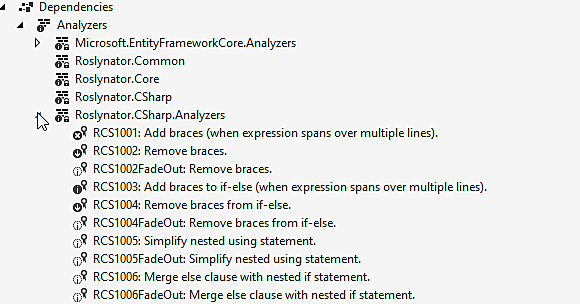 Dependencies
Analyzers
Microsoft.EntityFrameworkCore.Analyzers
Roslynator.Common
Roslynator.Core
Roslynator.CSharp
Roslynator.CSharp.Analyzers
RCS1001: Add braces (when expression spans over multiple lines).
RCS1002: Remove braces.
RCS1002FadeOut: Remove braces.
RCS1003: Add braces to if-else (when expression spans over multiple lines).
RCS1004: Remove braces from if-else.
RCS1004FadeOut: Remove braces from if-else.
RCS1005: Simplify nested using statement.
RCS1005FadeOut: Simplify nested using statement.
RCS1006: Merge else clause with nested if statement.
RCS1006FadeOut: Merge else clause with nested if statement.